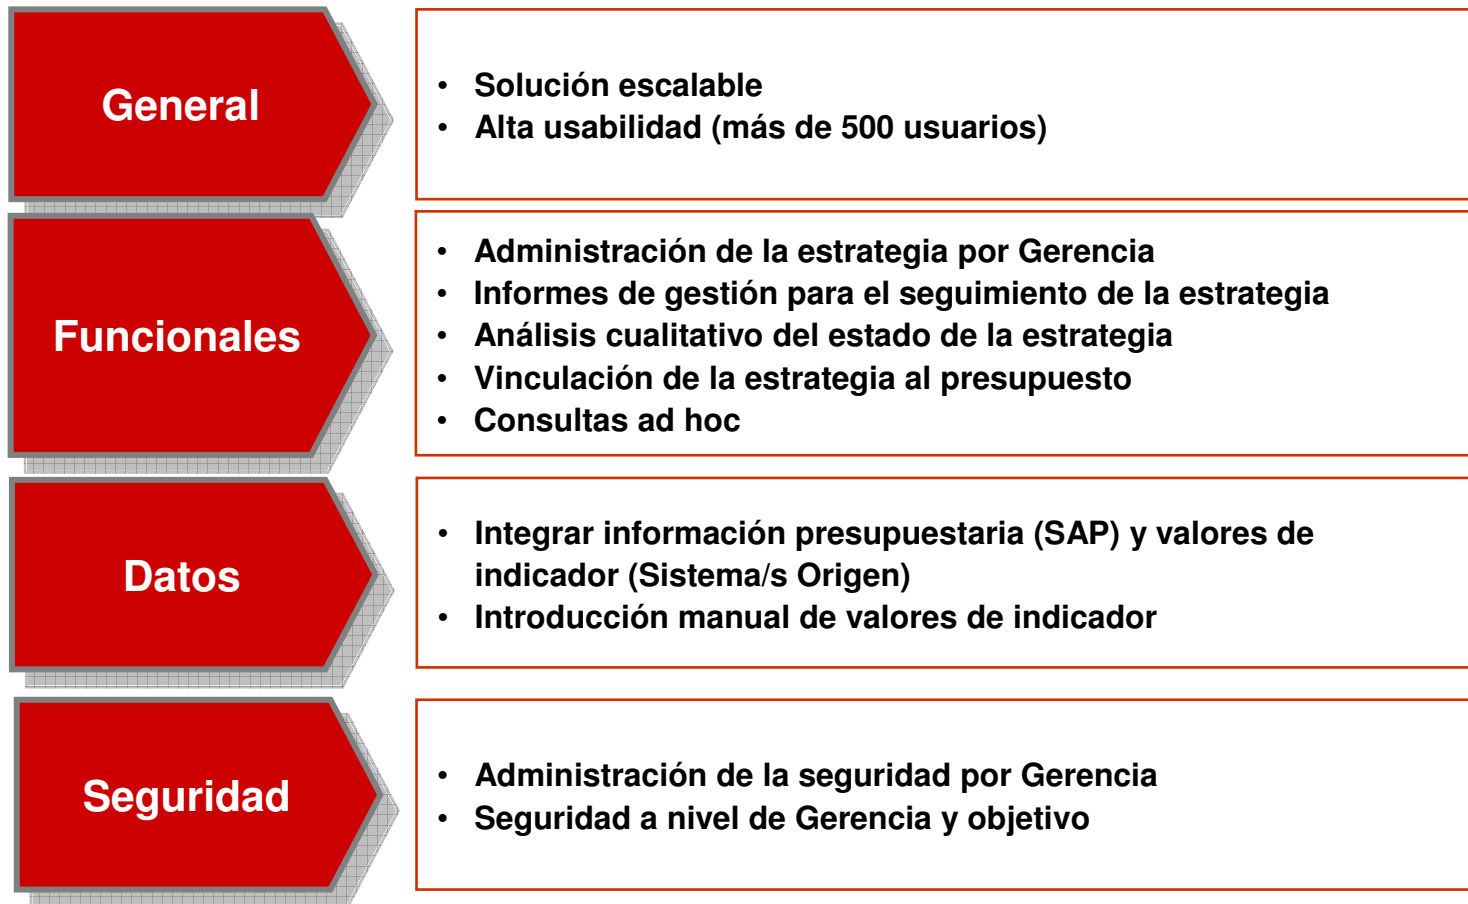 General
• Solución escalable
• Alta usabilidad (más de 500 usuarios)
Funcionales
• Administración de la estrategia por Gerencia
• Informes de gestión para el seguimiento de la estrategia
• Análisis cualitativo del estado de la estrategia
• Vinculación de la estrategia al presupuesto
• Consultas ad hoc
Datos
• Integrar información presupuestaria (SAP) y valores de
indicador (Sistema/s Origen)
• Introducción manual de valores de indicador
Seguridad
• Administración de la seguridad por Gerencia
• Seguridad a nivel de Gerencia y objetivo